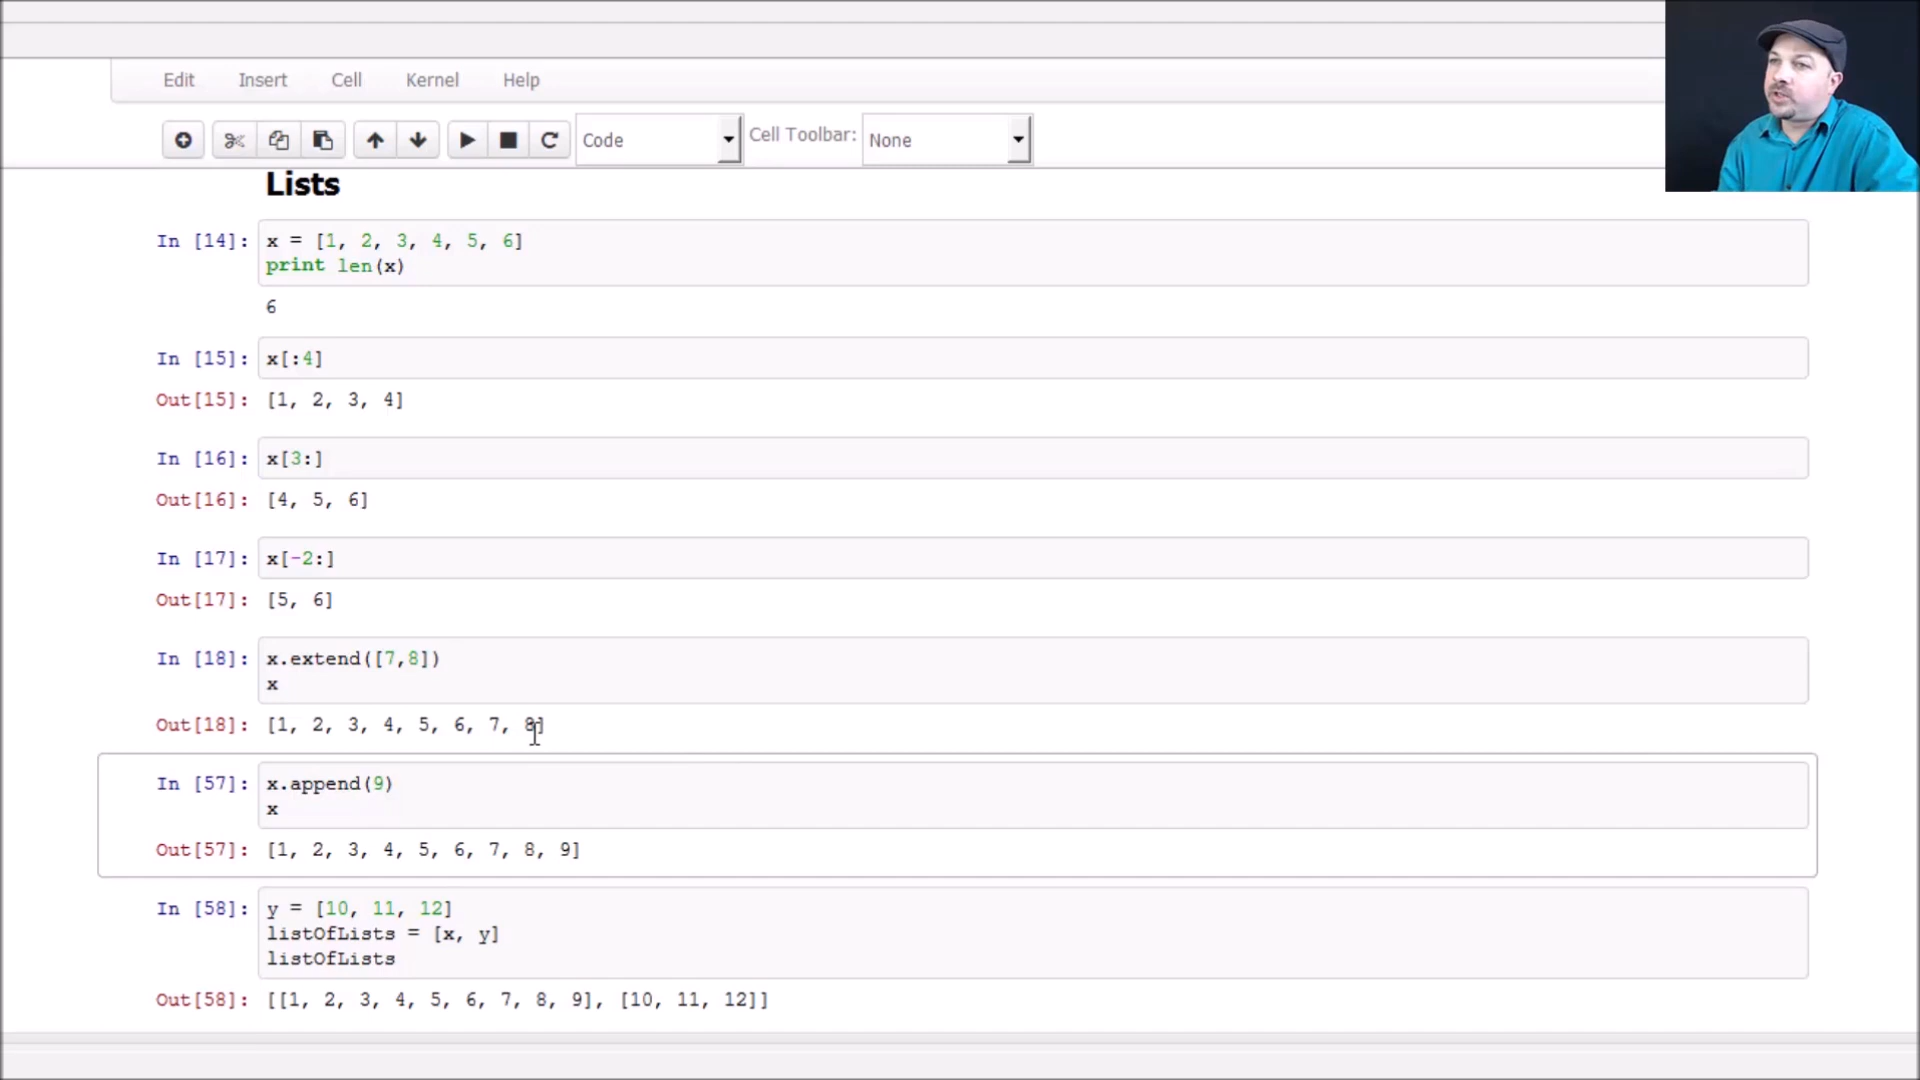 Edit Insert Cell Kernel Help
Code Cell Toolbar: None
Lists
In [14]: x = [1, 2, 3, 4, 5, 6]
print len(x)
6
In [15]: x[:4]
Out[15]: [1, 2, 3, 4]
In [16]: x[3:]
Out[16]: [4, 5, 6]
In [17]: x[-2:]
Out[17]: [5, 6]
In [18]: x.extend([7,8])
x
Out[18]: [1, 2, 3, 4, 5, 6, 7, 8]
In [57]: x.append(9)
x
Out[57]: [1, 2, 3, 4, 5, 6, 7, 8, 9]
In [58]: y = [10, 11, 12]
listOfLists = [x, y]
listOfLists
Out[58]: [[1, 2, 3, 4, 5, 6, 7, 8, 9], [10, 11, 12]]